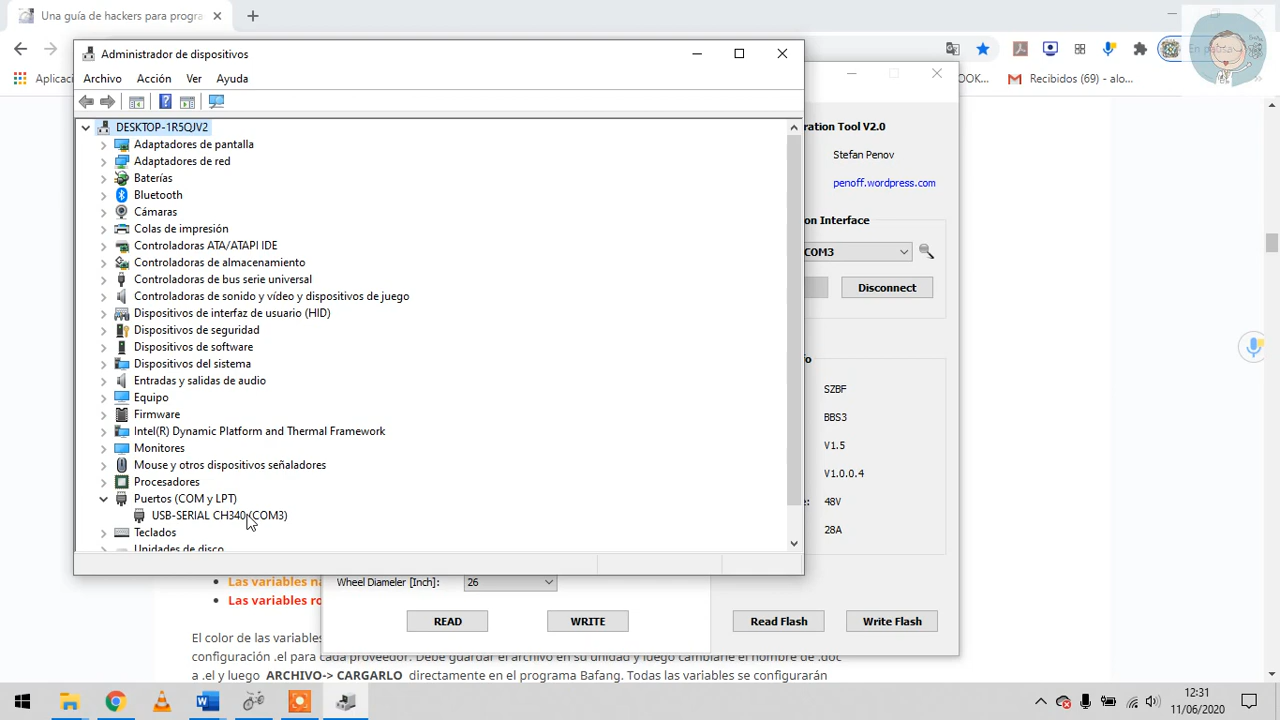 Una guía de hackers para progra
En pausa
Aplicaci
OOK...
Recibidos (69) - alo...
Administrador de dispositivos
Archivo Acción Ver Ayuda
DESKTOP-1R5QJV2
Adaptadores de pantalla
Adaptadores de red
Baterías
Bluetooth
Cámaras
Colas de impresión
Controladoras ATA/ATAPI IDE
Controladoras de almacenamiento
Controladoras de bus serie universal
Controladoras de sonido y vídeo y dispositivos de juego
Dispositivos de interfaz de usuario (HID)
Dispositivos de seguridad
Dispositivos de software
Dispositivos del sistema
Entradas y salidas de audio
Equipo
Firmware
Intel(R) Dynamic Platform and Thermal Framework
Monitores
Mouse y otros dispositivos señaladores
Procesadores
Puertos (COM y LPT)
USB-SERIAL CH340 (COM3)
Teclados
Unidades de disco
ration Tool V2.0
Stefan Penov
penoff.wordpress.com
on Interface
COM3
Disconnect
fo
SZBF
BBS3
V1.5
V1.0.0.4
48V
28A
Wheel Diameler [Inch]: 26
READ WRITE Read Flash Write Flash
Las variables na
Las variables ro
El color de las variables
configuración .el para cada proveedor. Debe guardar el archivo en su unidad y luego cambiarle el nombre de .doc
a .el y luego ARCHIVO-> CARGARLO directamente en el programa Bafang. Todas las variables se configurarán
12:31
11/06/2020